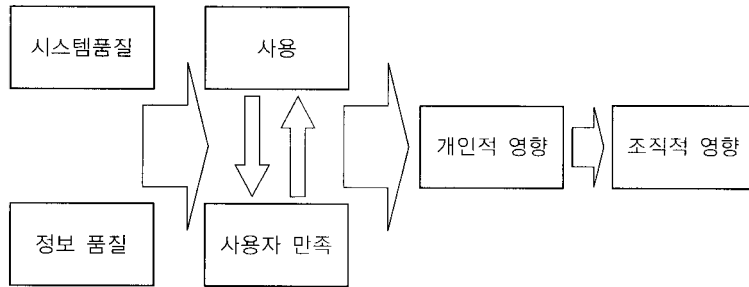 시스템품질
사용
개인적 영향
조직적 영향
정보 품질
사용자 만족